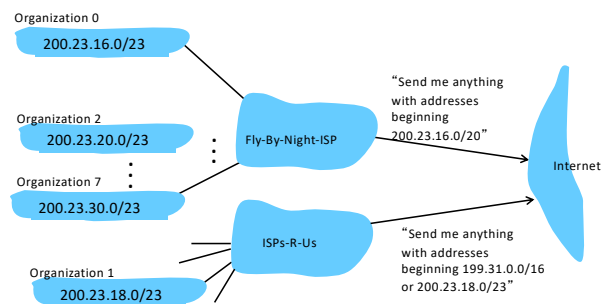 Organization 0
200.23.16.0/23
Organization 2
200.23.20.0/23
Organization 7
200.23.30.0/23
Organization 1
200.23.18.0/23
Fly-By-Night-ISP
ISPs-R-Us
“Send me anything
with addresses
beginning
200.23.16.0/20”
“Send me anything
with addresses
beginning 199.31.0.0/16
or 200.23.18.0/23”
Internet